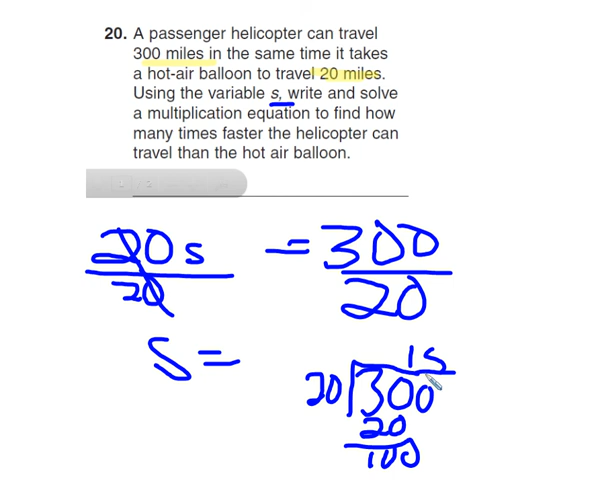 20. A passenger helicopter can travel
300 miles in the same time it takes
a hot-air balloon to travel 20 miles.
Using the variable s, write and solve
a multiplication equation to find how
many times faster the helicopter can
travel than the hot air balloon.
20s = 300
20 20
s =
15
20 300
20
100